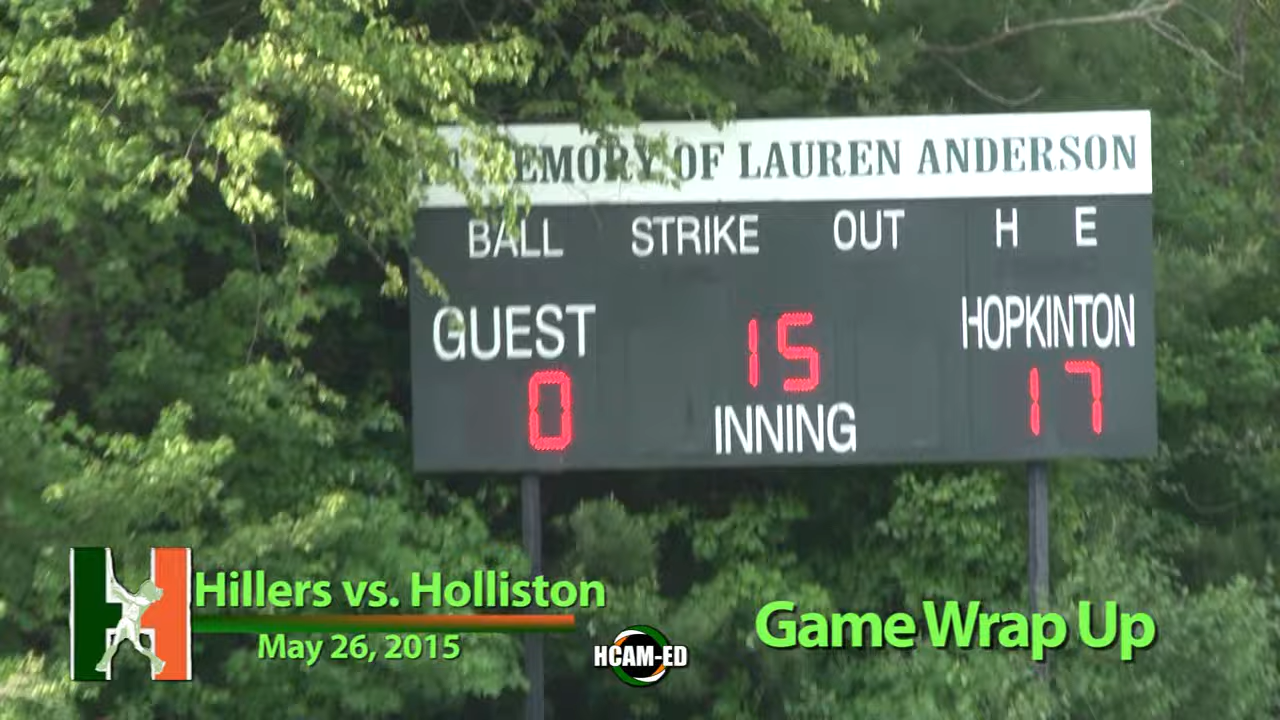 MEMORY OF LAUREN ANDERSON
BALL STRIKE OUT H E
GUEST HOPKINTON
0 15 17
INNING
Hillers vs. Holliston
May 26, 2015
HCAM-ED
Game Wrap Up